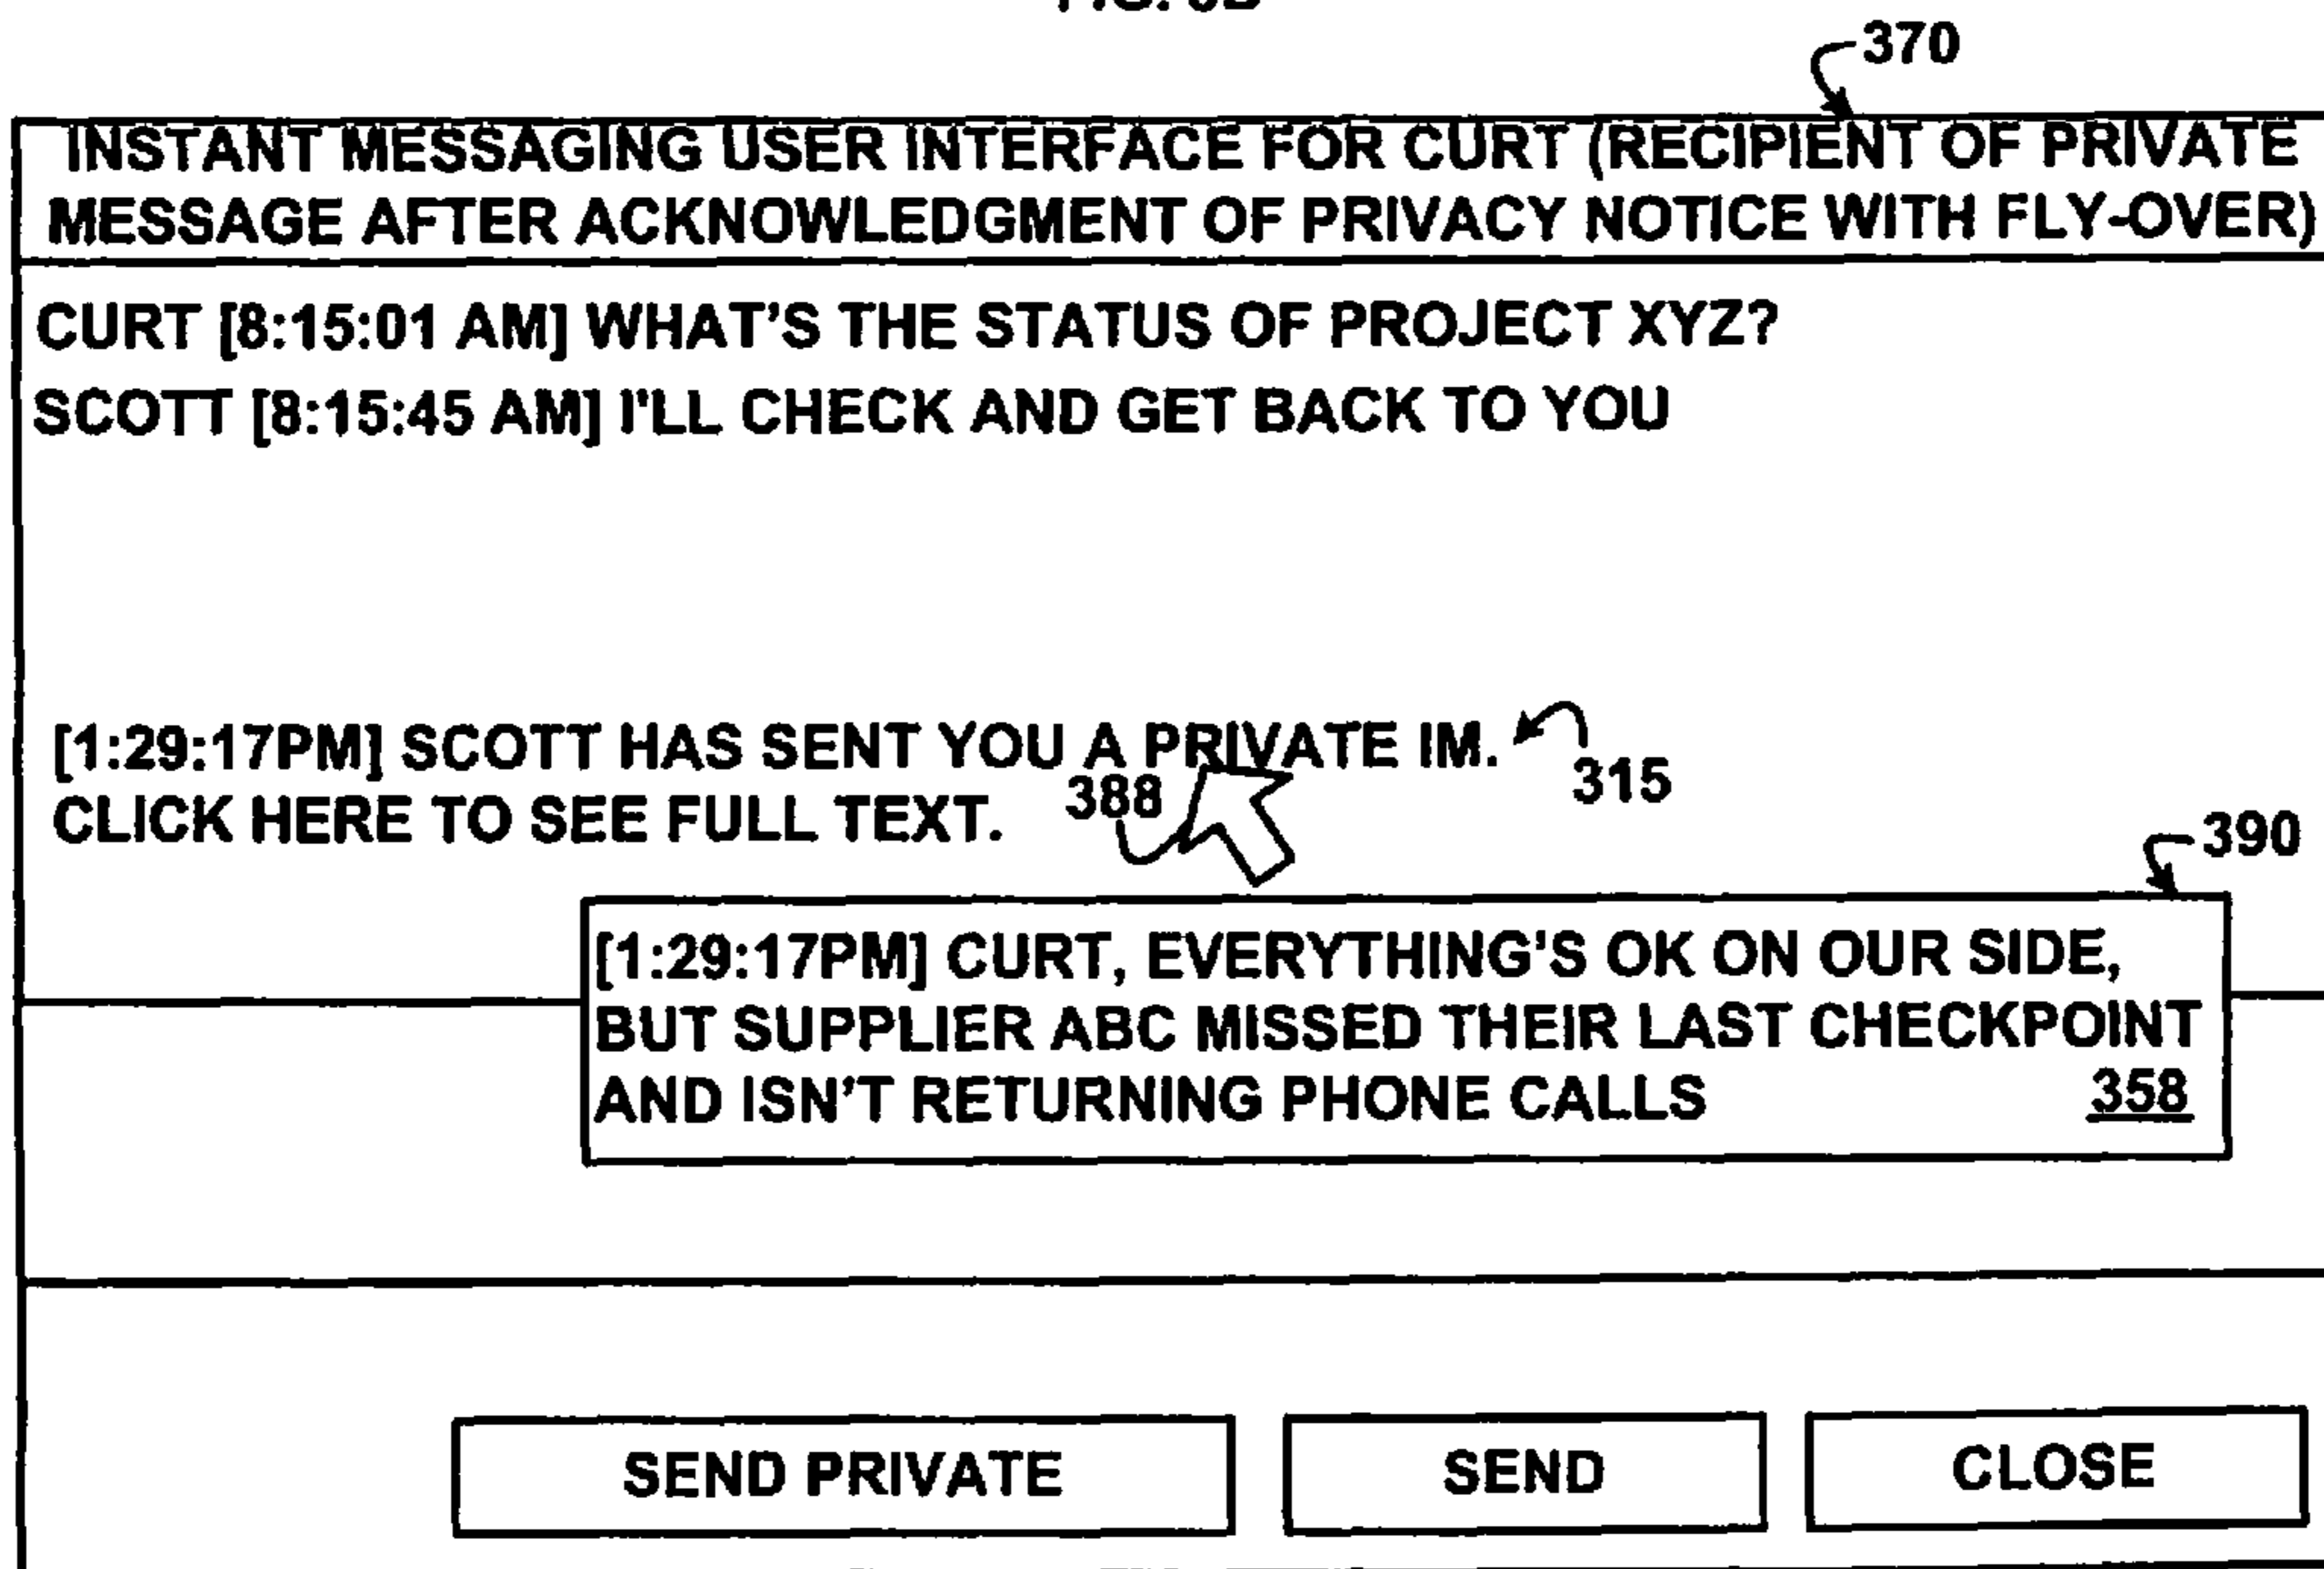 370
INSTANT MESSAGING USER INTERFACE FOR CURT (RECIPIENT OF PRIVATE
MESSAGE AFTER ACKNOWLEDGMENT OF PRIVACY NOTICE WITH FLY-OVER)
CURT [8:15:01 AM] WHAT'S THE STATUS OF PROJECT XYZ?
SCOTT [8:15:45 AM] I'LL CHECK AND GET BACK TO YOU
[1:29:17PM] SCOTT HAS SENT YOU A PRIVATE IM.
315
CLICK HERE TO SEE FULL TEXT.
388
390
[1:29:17PM] CURT, EVERYTHING'S OK ON OUR SIDE,
BUT SUPPLIER ABC MISSED THEIR LAST CHECKPOINT
AND ISN'T RETURNING PHONE CALLS
358
SEND PRIVATE
SEND
CLOSE